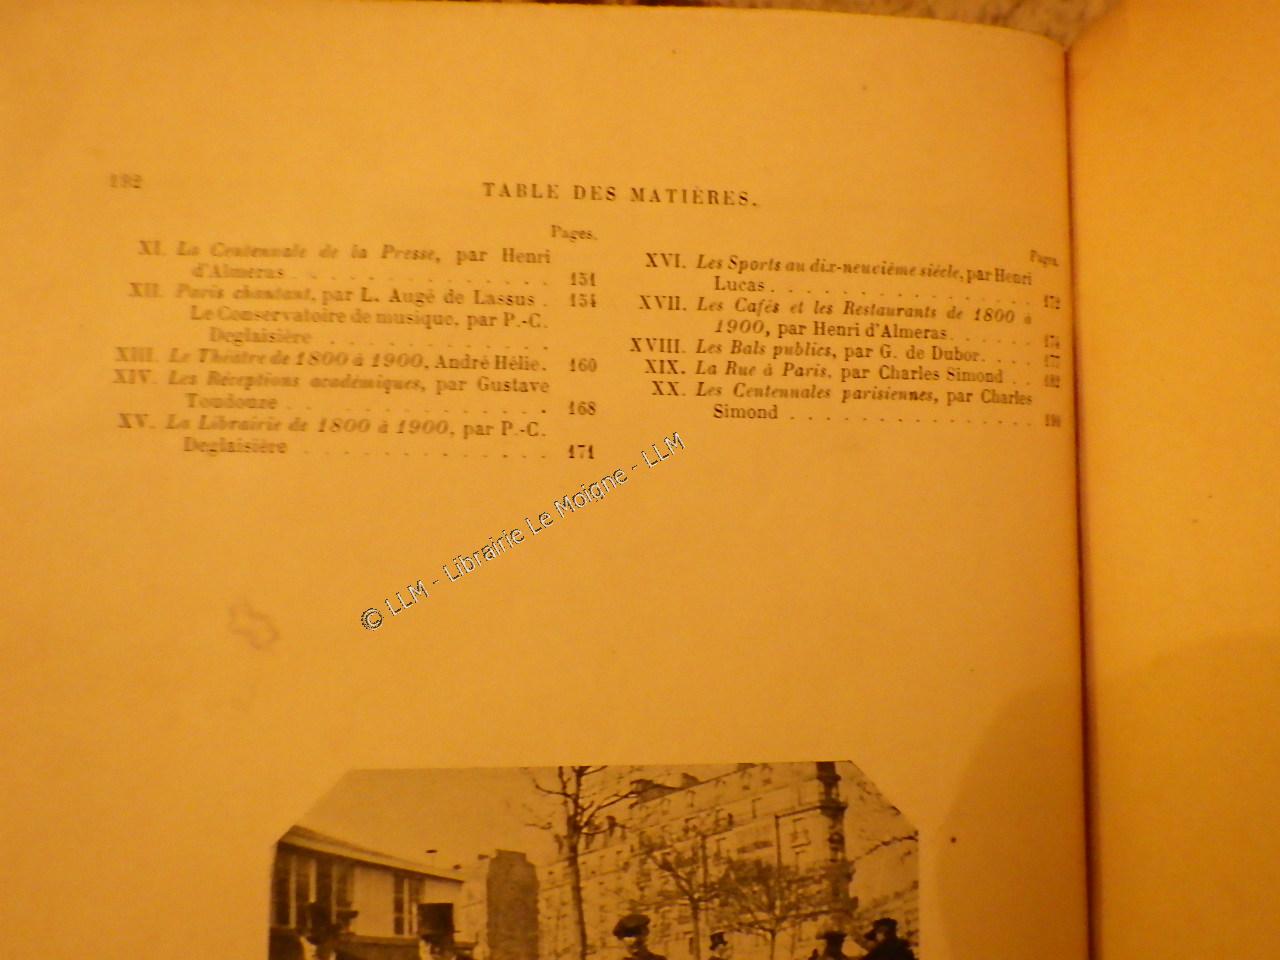 192
TABLE DES MATIÈRES.
Pages.
XI. La Centennale de la Presse, par Henri
d'Almeras . . . . . . . . . . . . 151
XII. Paris chantant, par L. Augé de Lassus . 154
Le Conservatoire de musique, par P.-C.
Deglaisière . . . . . . . . . . .
XIII. Le Théâtre de 1800 à 1900, André Hélie. 160
XIV. Les Réceptions académiques, par Gustave
Toudouze . . . . . . . . . . . . 168
XV. La Librairie de 1800 à 1900, par P.-C.
Deglaisière . . . . . . . . . . . 171
Pages.
XVI. Les Sports au dix-neuvième siècle, par Henri
Lucas . . . . . . . . . . . . . . 172
XVII. Les Cafés et les Restaurants de 1800 à
1900, par Henri d'Almeras . . . . . . . 174
XVIII. Les Bals publics, par G. de Dubor. . . . 177
XIX. La Rue à Paris, par Charles Simond . . 182
XX. Les Centennales parisiennes, par Charles
Simond . . . . . . . . . . . . . 190
© LLM - Librairie Le Moigne - LLM